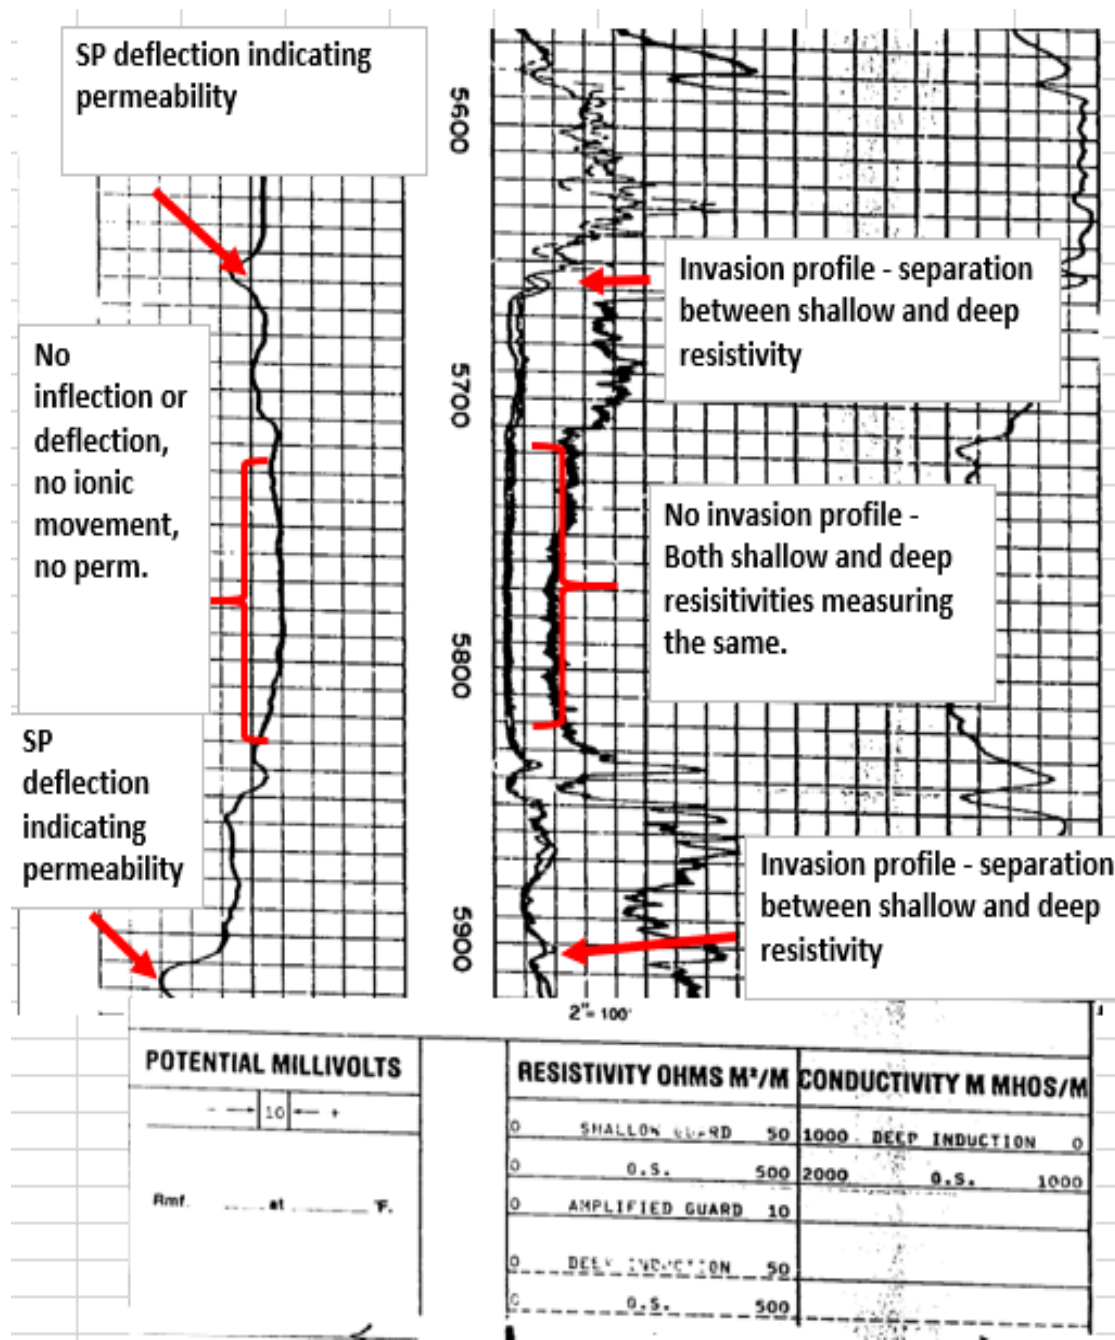 SP deflection indicating
permeability
5600
Invasion profile - separation
between shallow and deep
resistivity
No
inflection or
deflection,
no ionic
movement,
no perm.
5700
No invasion profile -
Both shallow and deep
resisitivities measuring
the same.
5800
SP
deflection
indicating
permeability
Invasion profile - separation
between shallow and deep
resistivity
5900
2"= 100'
POTENTIAL MILLIVOLTS
- 10 +
Rmf. at °F.
RESISTIVITY OHMS M²/M
0 SHALLOW GUARD 50
0 O.S. 500
0 AMPLIFIED GUARD 10
0 DEEP INDUCTION 50
0 O.S. 500
CONDUCTIVITY M MHOS/M
1000 DEEP INDUCTION 0
2000 O.S. 1000